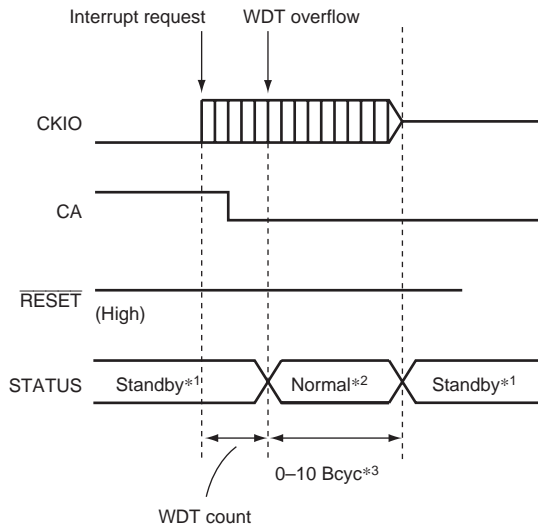 Interrupt request WDT overflow
CKIO
CA
RESET
(High)
STATUS Standby*1 Normal*2 Standby*1
0–10 Bcyc*3
WDT count